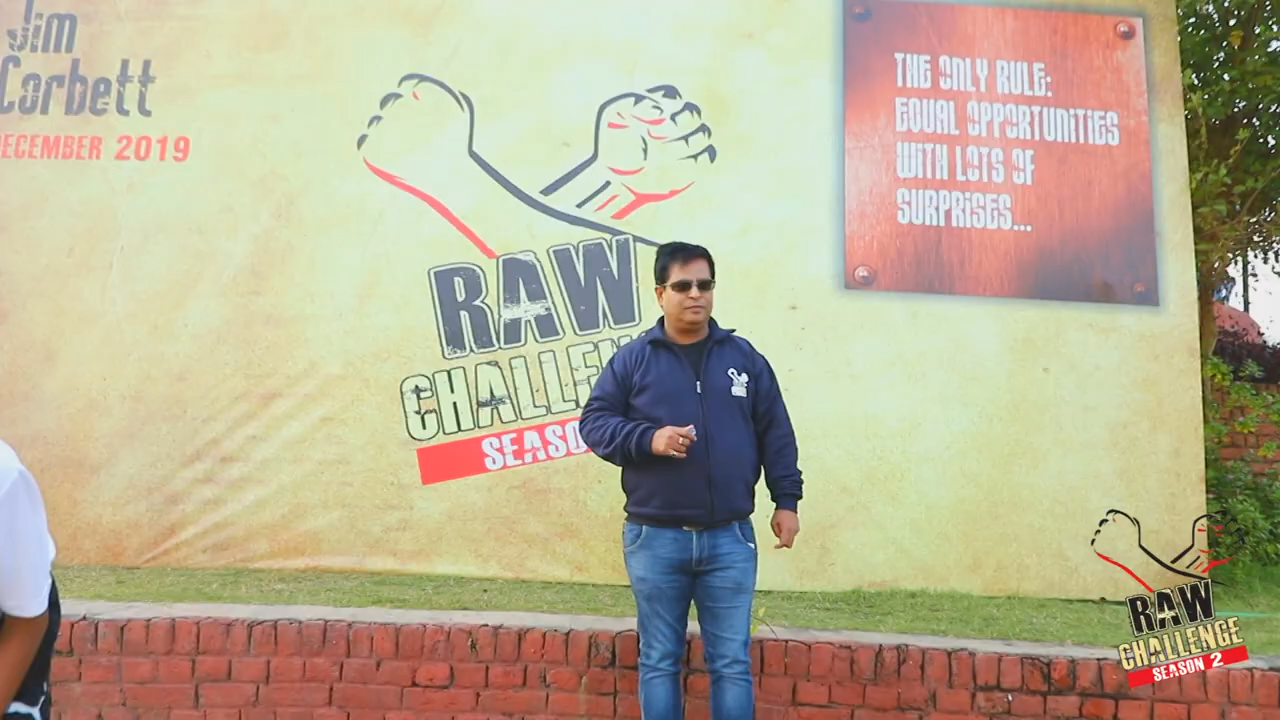 Jim
Corbett
DECEMBER 2019
THE ONLY RULE:
EQUAL OPPORTUNITIES
WITH LOTS OF
SURPRISES...
RAW
CHALLEN
SEASO
RAW
CHALLENGE
SEASON 2